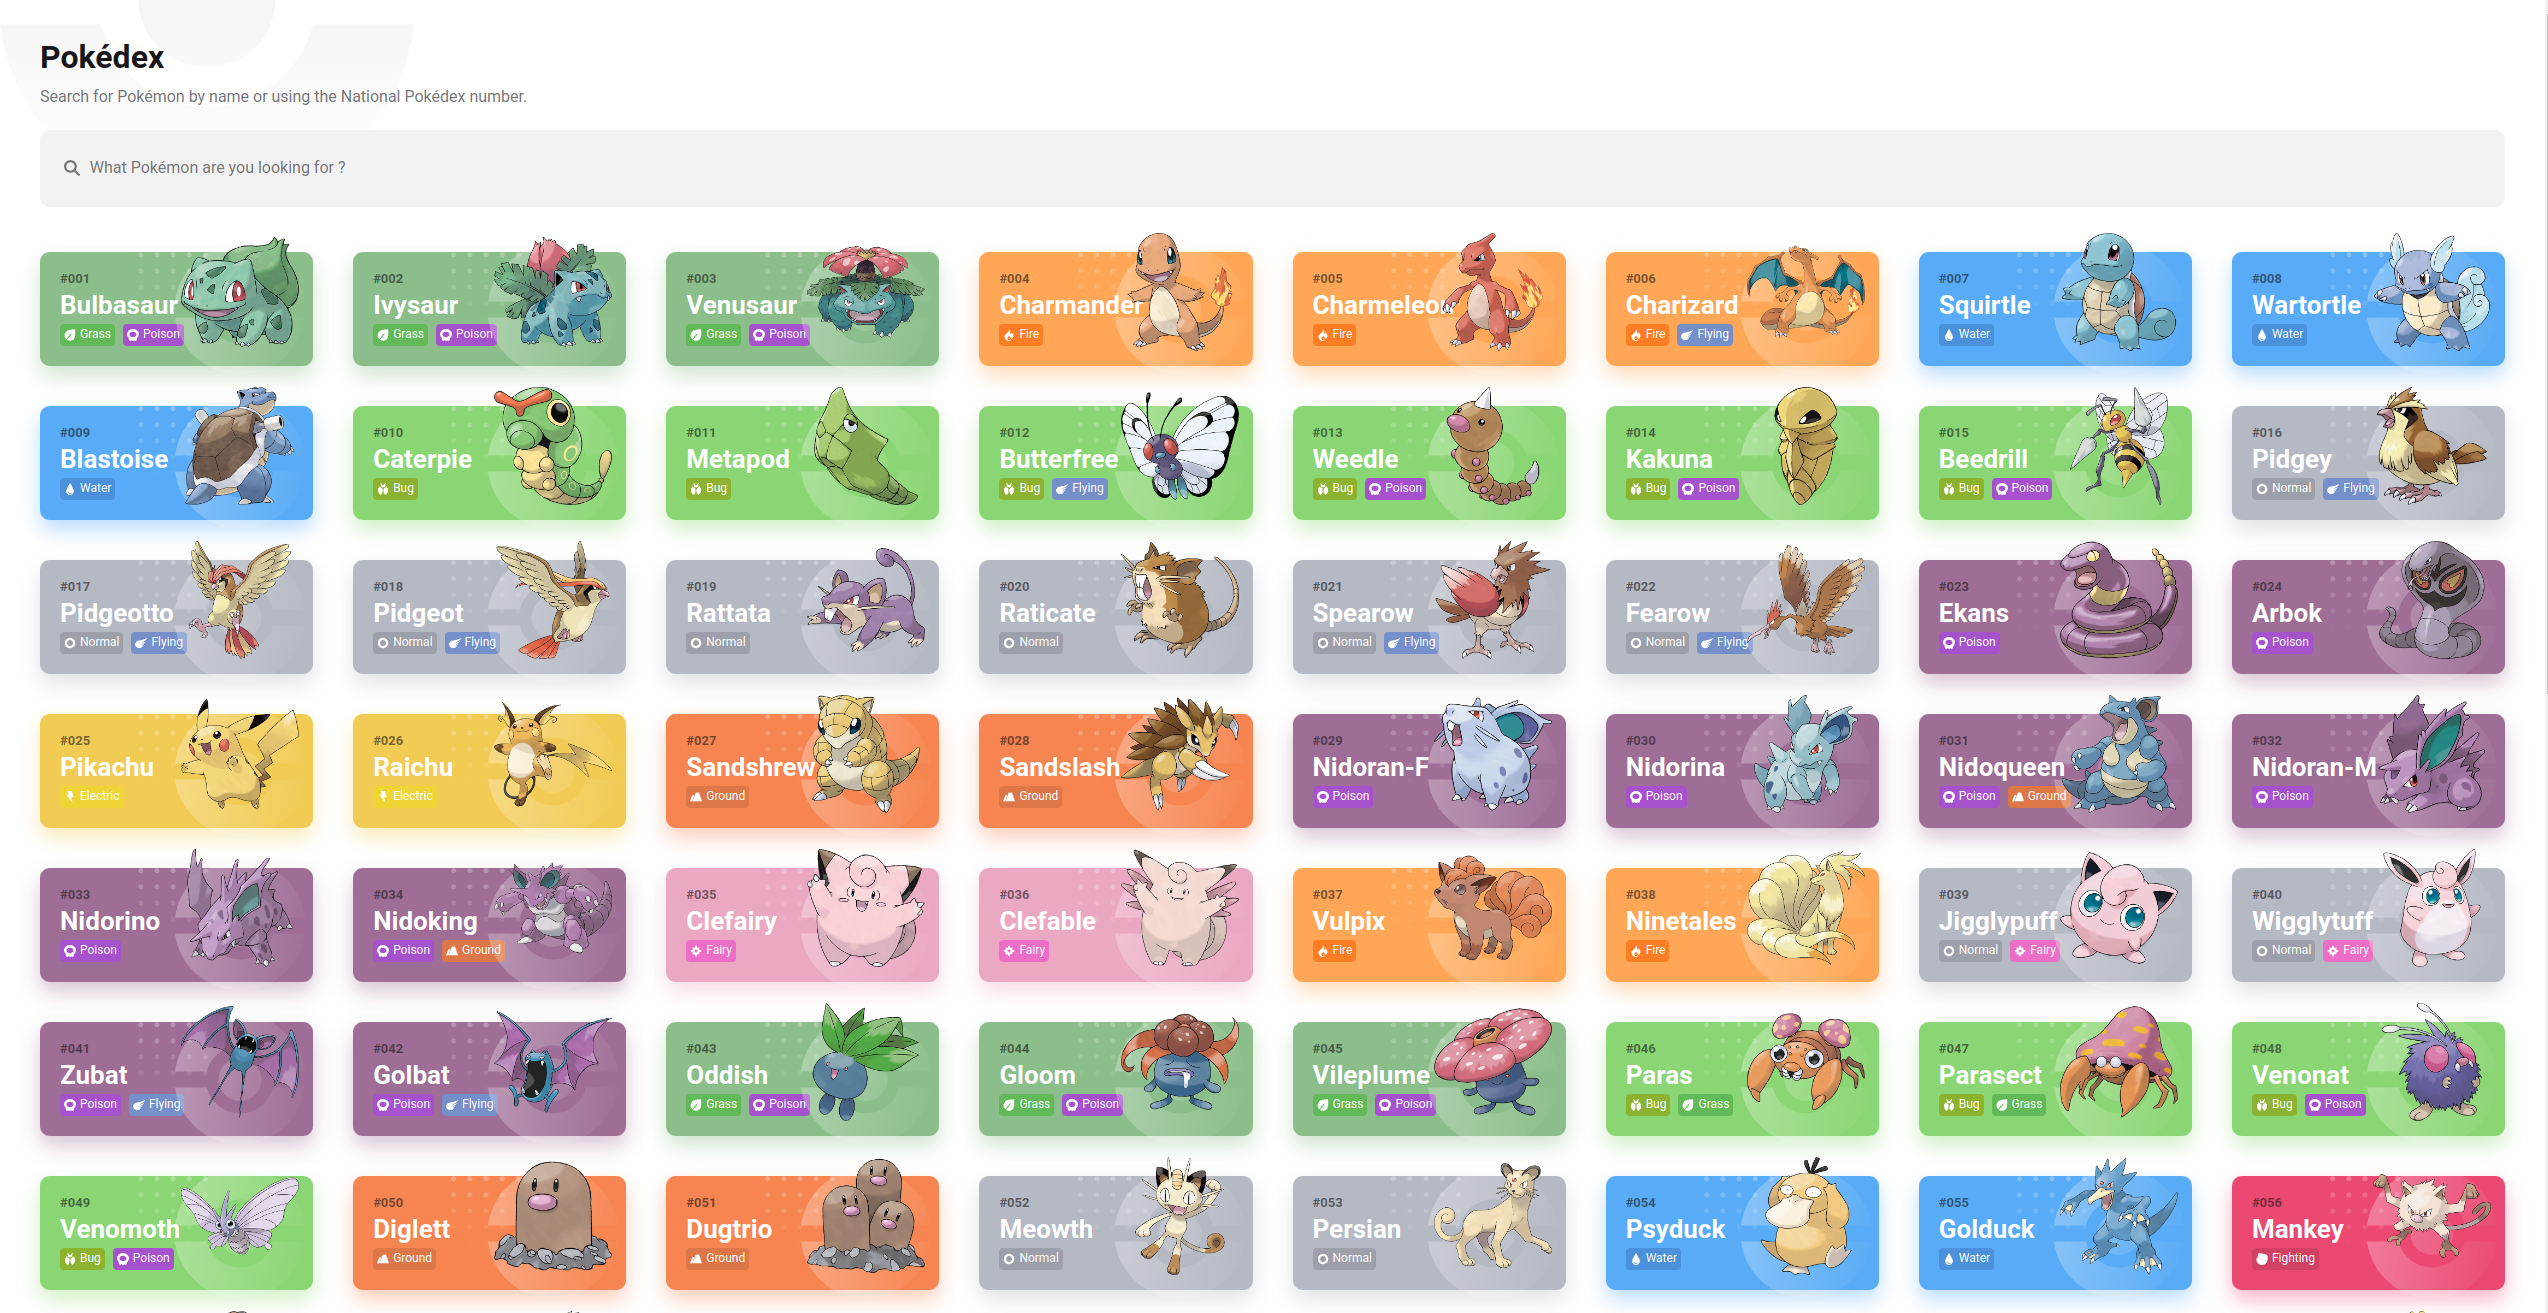 Pokédex
Search for Pokémon by name or using the National Pokédex number.
What Pokémon are you looking for ?
#001
Bulbasaur
Grass Poison
#002
Ivysaur
Grass Poison
#003
Venusaur
Grass Poison
#004
Charmander
Fire
#005
Charmeleon
Fire
#006
Charizard
Fire Flying
#007
Squirtle
Water
#008
Wartortle
Water
#009
Blastoise
Water
#010
Caterpie
Bug
#011
Metapod
Bug
#012
Butterfree
Bug Flying
#013
Weedle
Bug Poison
#014
Kakuna
Bug Poison
#015
Beedrill
Bug Poison
#016
Pidgey
Normal Flying
#017
Pidgeotto
Normal Flying
#018
Pidgeot
Normal Flying
#019
Rattata
Normal
#020
Raticate
Normal
#021
Spearow
Normal Flying
#022
Fearow
Normal Flying
#023
Ekans
Poison
#024
Arbok
Poison
#025
Pikachu
Electric
#026
Raichu
Electric
#027
Sandshrew
Ground
#028
Sandslash
Ground
#029
Nidoran-F
Poison
#030
Nidorina
Poison
#031
Nidoqueen
Poison Ground
#032
Nidoran-M
Poison
#033
Nidorino
Poison
#034
Nidoking
Poison Ground
#035
Clefairy
Fairy
#036
Clefable
Fairy
#037
Vulpix
Fire
#038
Ninetales
Fire
#039
Jigglypuff
Normal Fairy
#040
Wigglytuff
Normal Fairy
#041
Zubat
Poison Flying
#042
Golbat
Poison Flying
#043
Oddish
Grass Poison
#044
Gloom
Grass Poison
#045
Vileplume
Grass Poison
#046
Paras
Bug Grass
#047
Parasect
Bug Grass
#048
Venonat
Bug Poison
#049
Venomoth
Bug Poison
#050
Diglett
Ground
#051
Dugtrio
Ground
#052
Meowth
Normal
#053
Persian
Normal
#054
Psyduck
Water
#055
Golduck
Water
#056
Mankey
Fighting